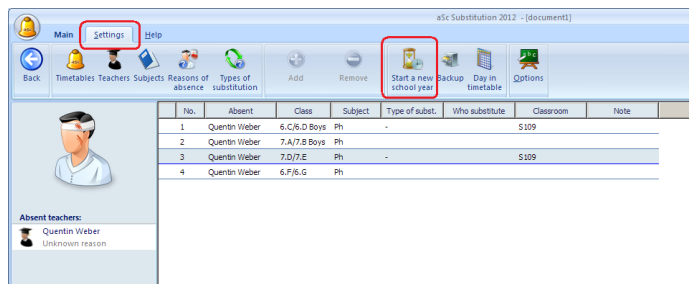 aSc Substitution 2012 - [document1]
Main Settings Help
Back Timetables Teachers Subjects Reasons of absence Types of substitution Add Remove Start a new school year Backup Day in timetable Options
No. Absent Class Subject Type of subst. Who substitute Classroom Note
1 Quentin Weber 6.C/6.D Boys Ph - S109
2 Quentin Weber 7.A/7.B Boys Ph
3 Quentin Weber 7.D/7.E Ph - S109
4 Quentin Weber 6.F/6.G Ph
Absent teachers:
Quentin Weber
Unknown reason